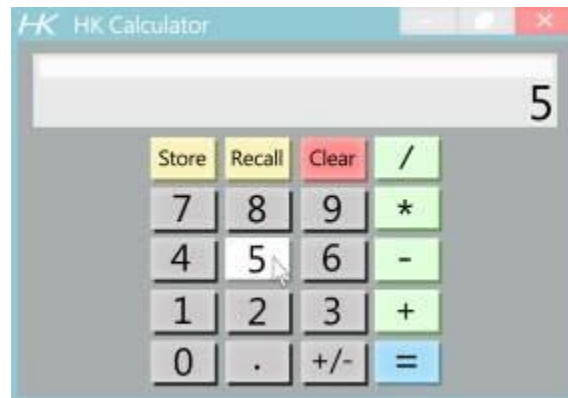 HK HK Calculator
5
Store Recall Clear /
7 8 9 *
4 5 6 -
1 2 3 +
0 . +/- =